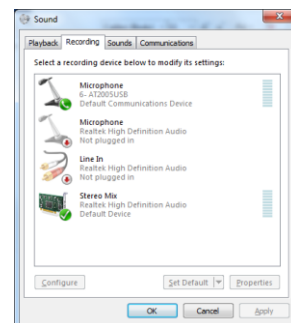 Sound
Playback Recording Sounds Communications
Select a recording device below to modify its settings:
Microphone
6- AT2005USB
Default Communications Device
Microphone
Realtek High Definition Audio
Not plugged in
Line In
Realtek High Definition Audio
Not plugged in
Stereo Mix
Realtek High Definition Audio
Default Device
Configure Set Default Properties
OK Cancel Apply